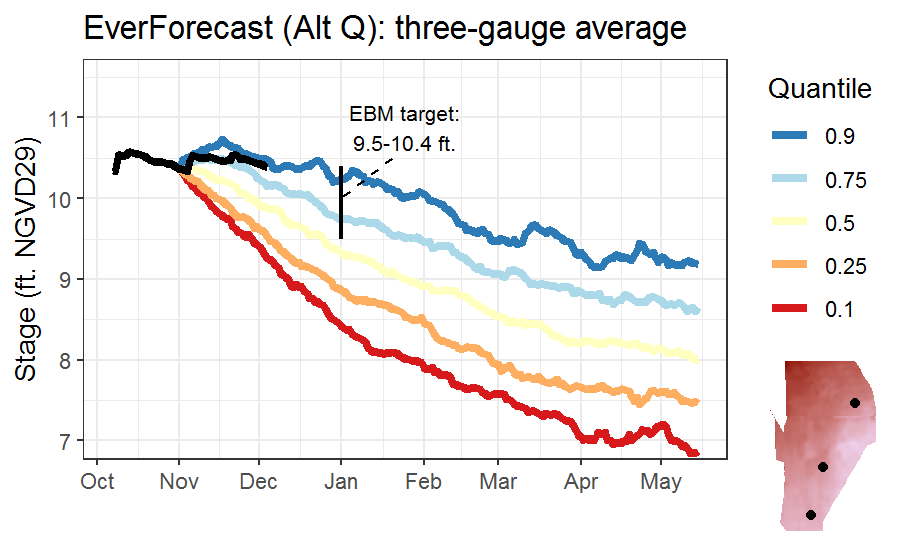 EverForecast (Alt Q): three-gauge average
Stage (ft. NGVD29)
11
10
9
8
7
EBM target:
9.5-10.4 ft.
Oct Nov Dec Jan Feb Mar Apr May
Quantile
0.9
0.75
0.5
0.25
0.1